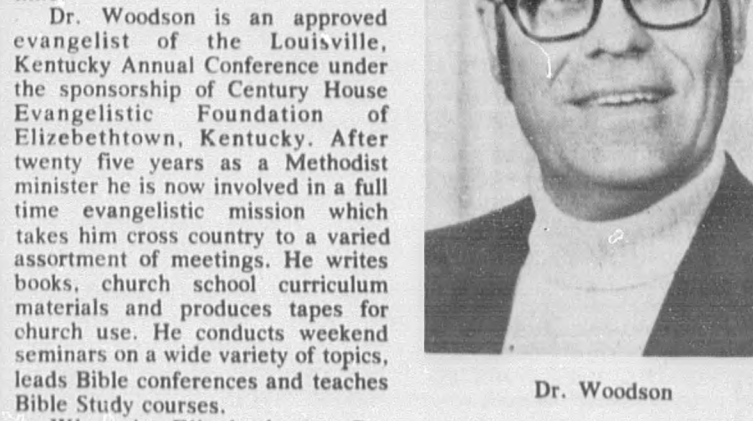 Dr. Woodson is an approved
evangelist of the Louisville,
Kentucky Annual Conference under
the sponsorship of Century House
Evangelistic Foundation of
Elizebethtown, Kentucky. After
twenty five years as a Methodist
minister he is now involved in a full
time evangelistic mission which
takes him cross country to a varied
assortment of meetings. He writes
books, church school curriculum
materials and produces tapes for
church use. He conducts weekend
seminars on a wide variety of topics,
leads Bible conferences and teaches
Bible Study courses.
Dr. Woodson